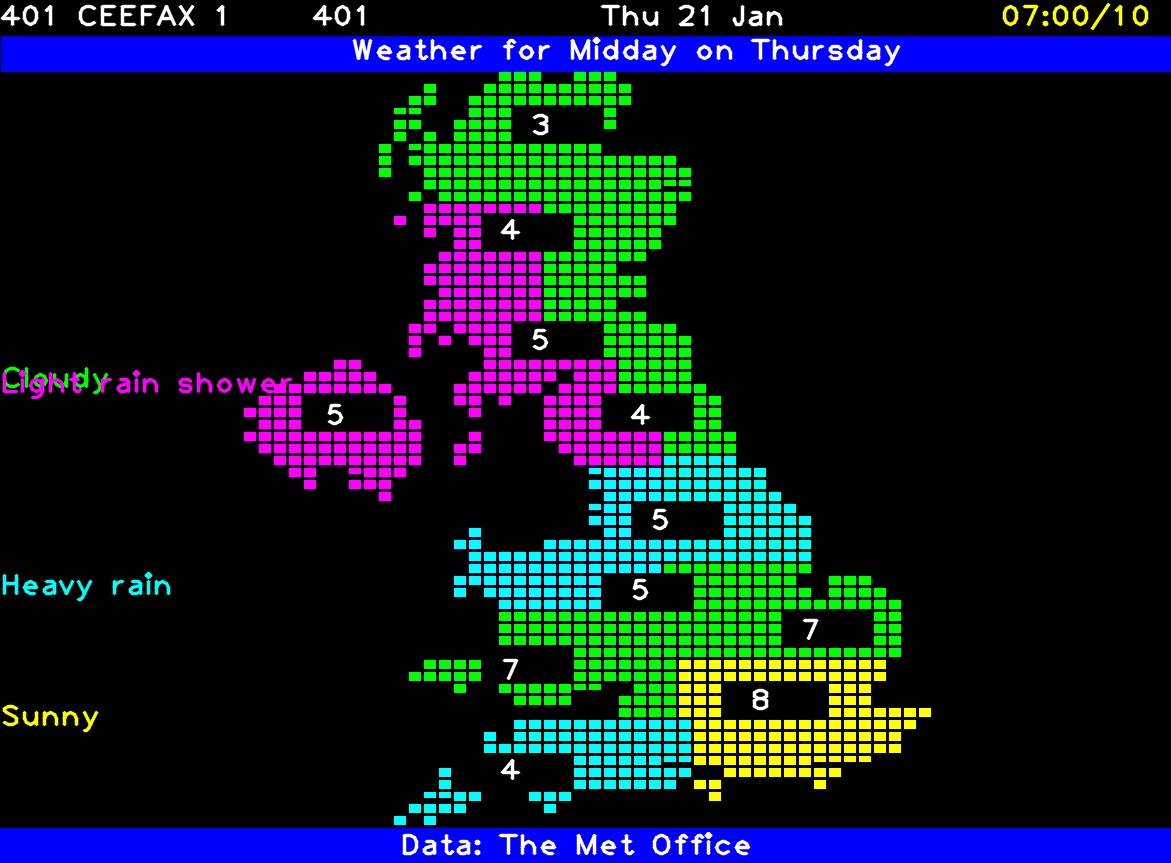 401 CEEFAX 1 401 Thu 21 Jan 07:00/10
Weather for Midday on Thursday
3
4
5
Cloudy
Light rain shower
5 4
5
Heavy rain 5
7
7
8
Sunny
4
Data: The Met Office